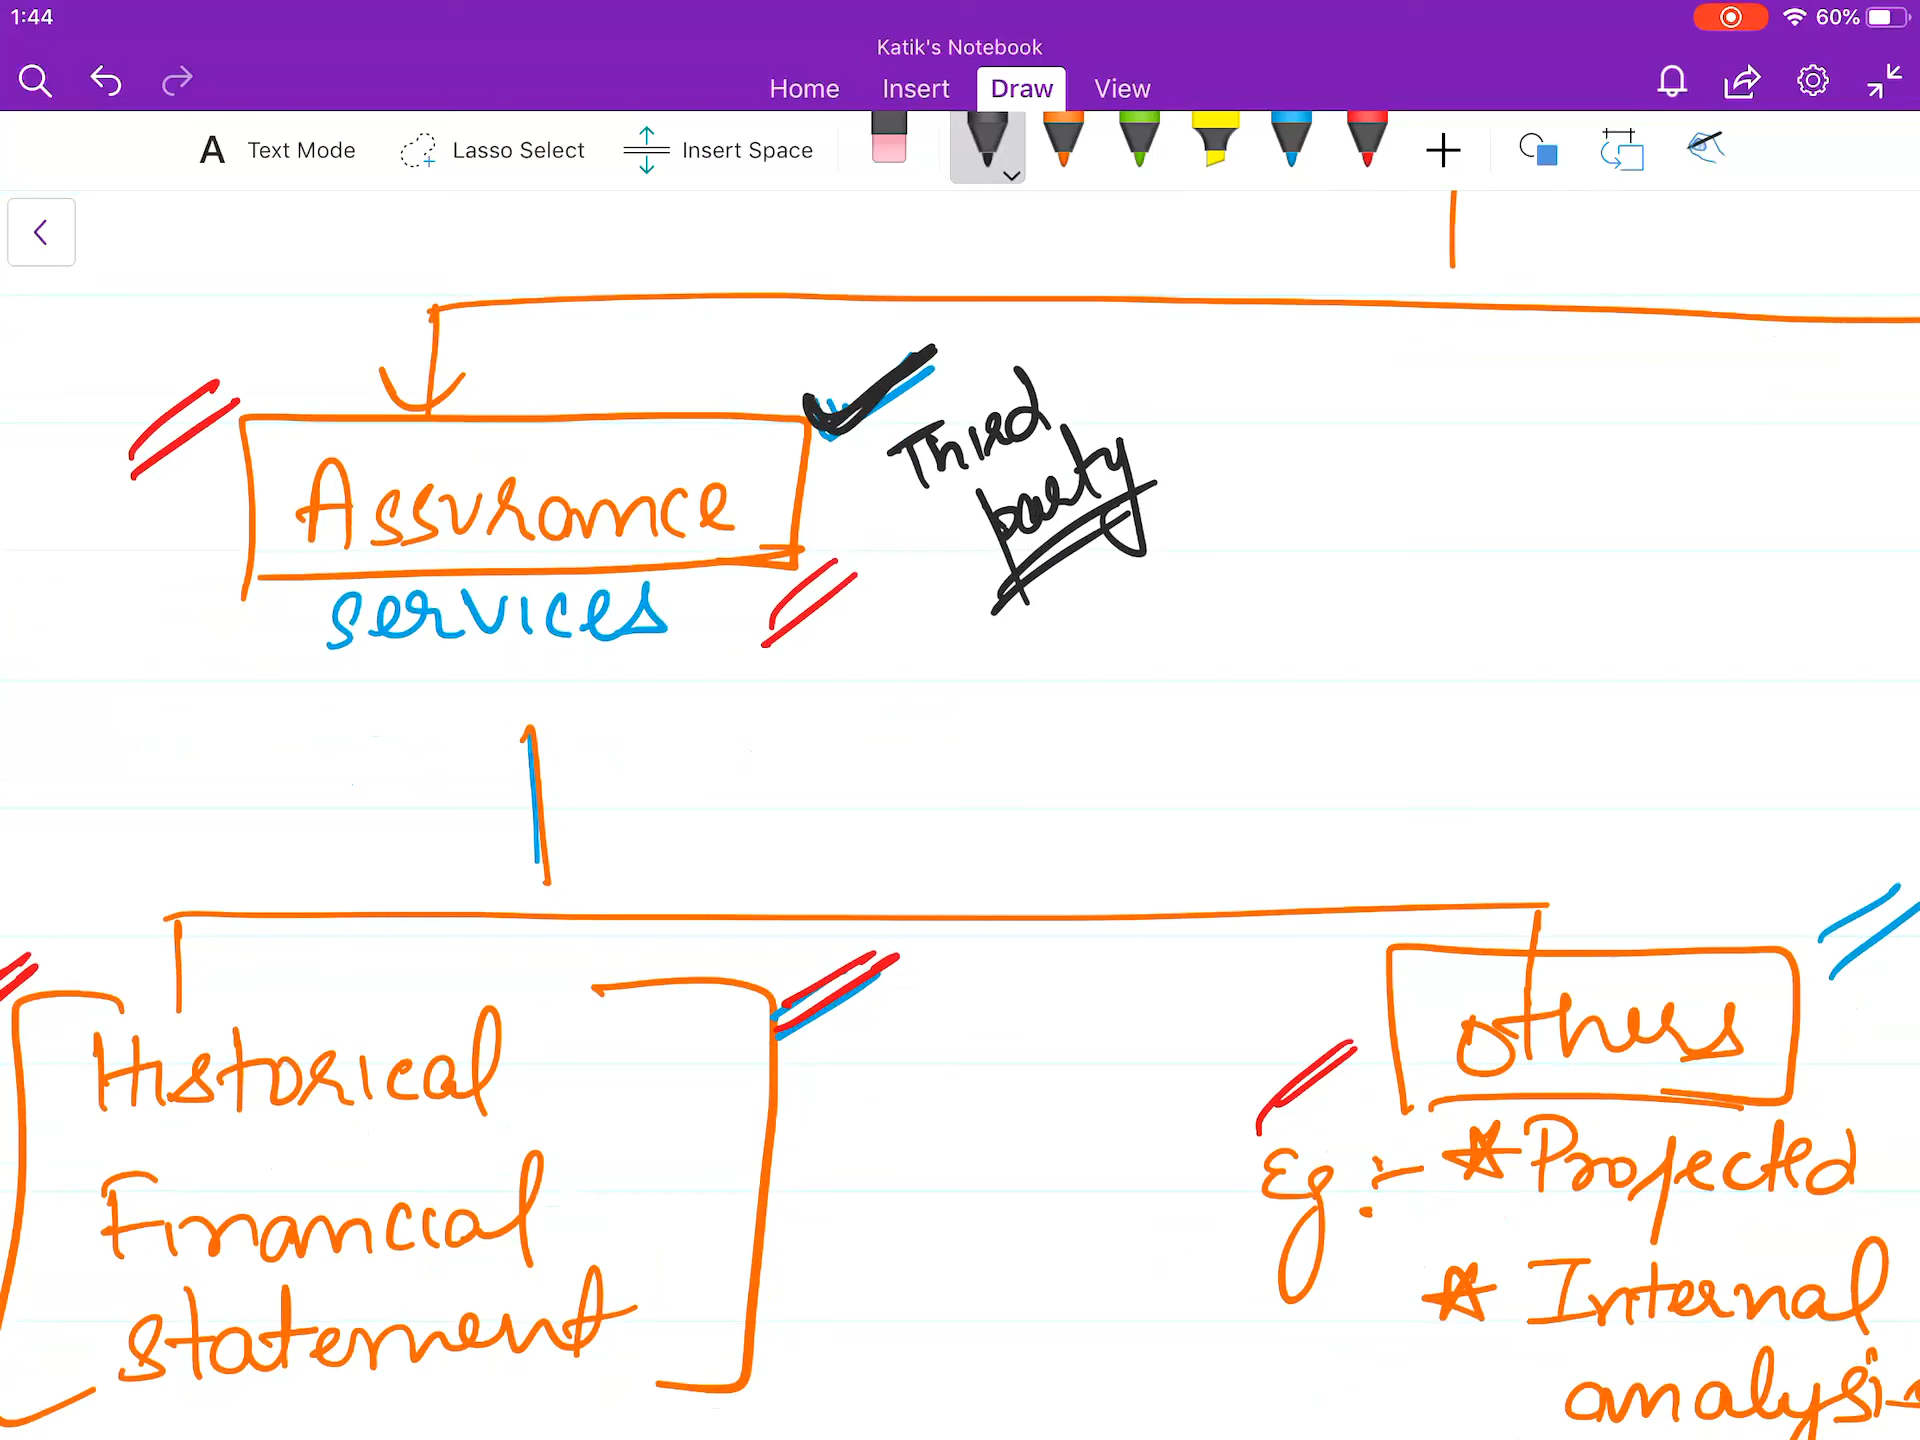 1:44
60%
Katik's Notebook
Home Insert Draw View
A Text Mode Lasso Select Insert Space
Third
party
Assurance
services
Historical
Financial
statement
others
Eg :- * Projected
* Internal
analysi